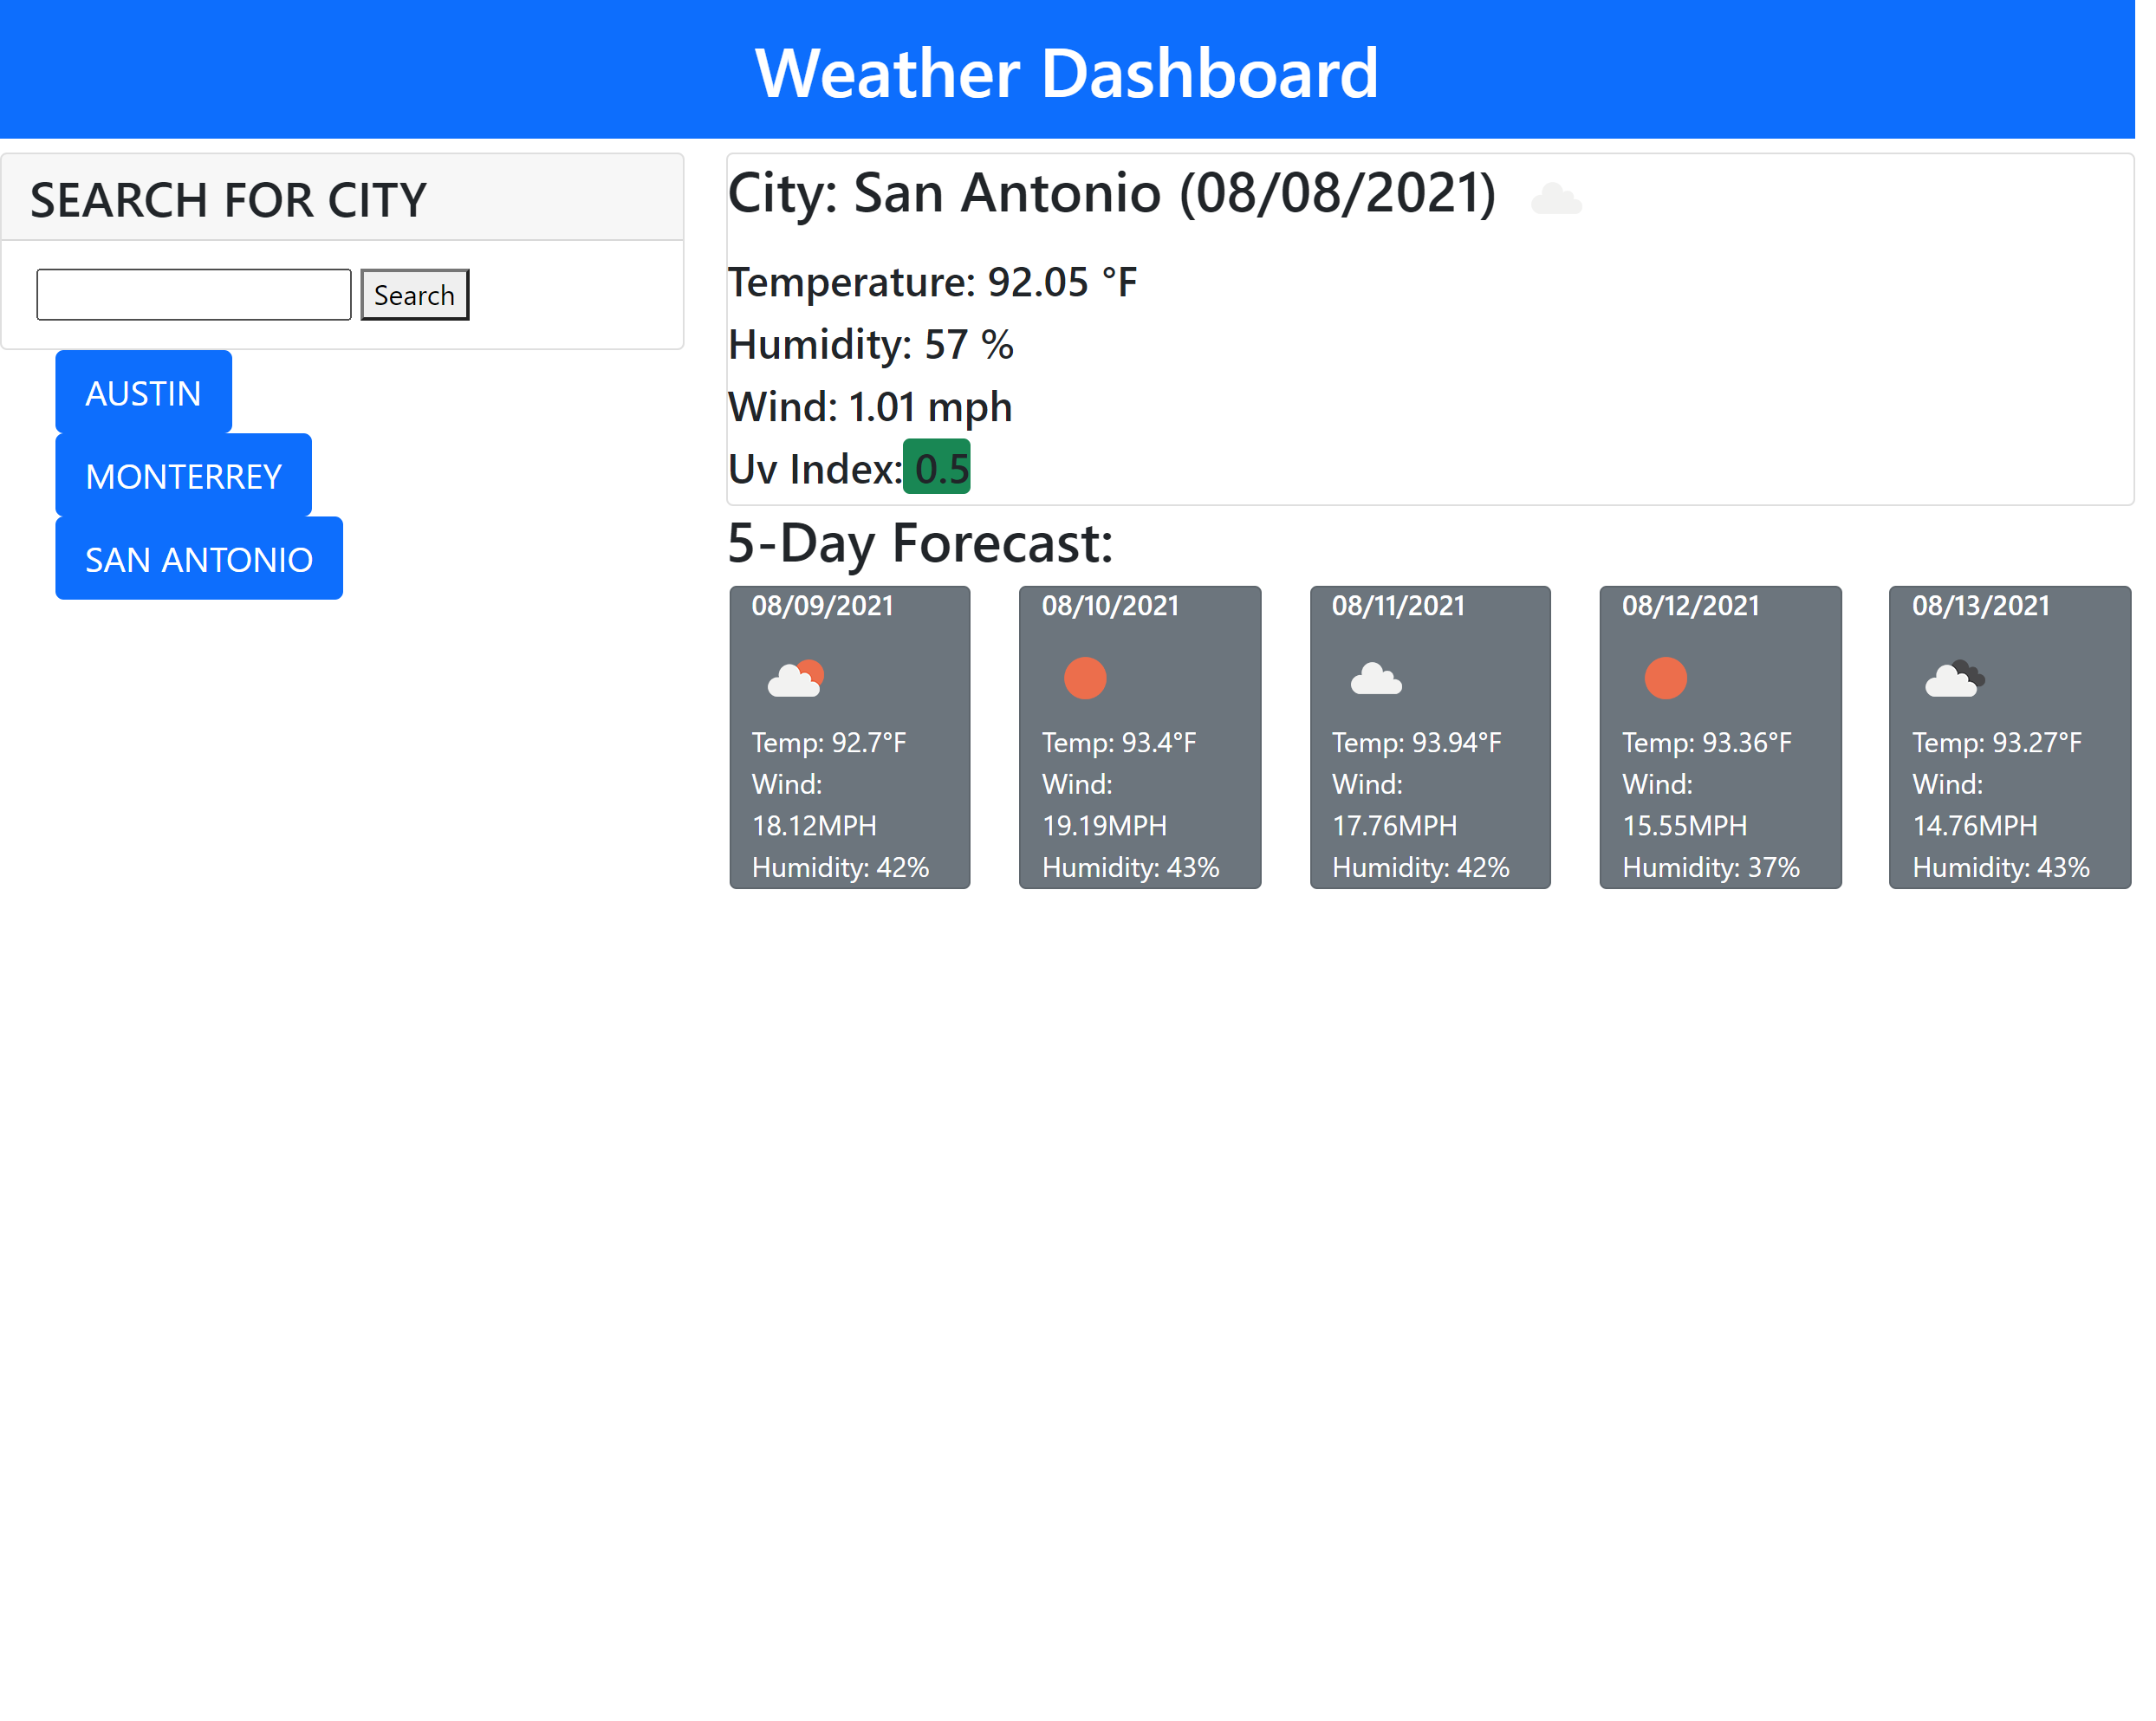 Weather Dashboard
SEARCH FOR CITY
Search
AUSTIN
MONTERREY
SAN ANTONIO
City: San Antonio (08/08/2021)
Temperature: 92.05 °F
Humidity: 57 %
Wind: 1.01 mph
Uv Index: 0.5
5-Day Forecast:
08/09/2021
Temp: 92.7°F
Wind:
18.12MPH
Humidity: 42%
08/10/2021
Temp: 93.4°F
Wind:
19.19MPH
Humidity: 43%
08/11/2021
Temp: 93.94°F
Wind:
17.76MPH
Humidity: 42%
08/12/2021
Temp: 93.36°F
Wind:
15.55MPH
Humidity: 37%
08/13/2021
Temp: 93.27°F
Wind:
14.76MPH
Humidity: 43%